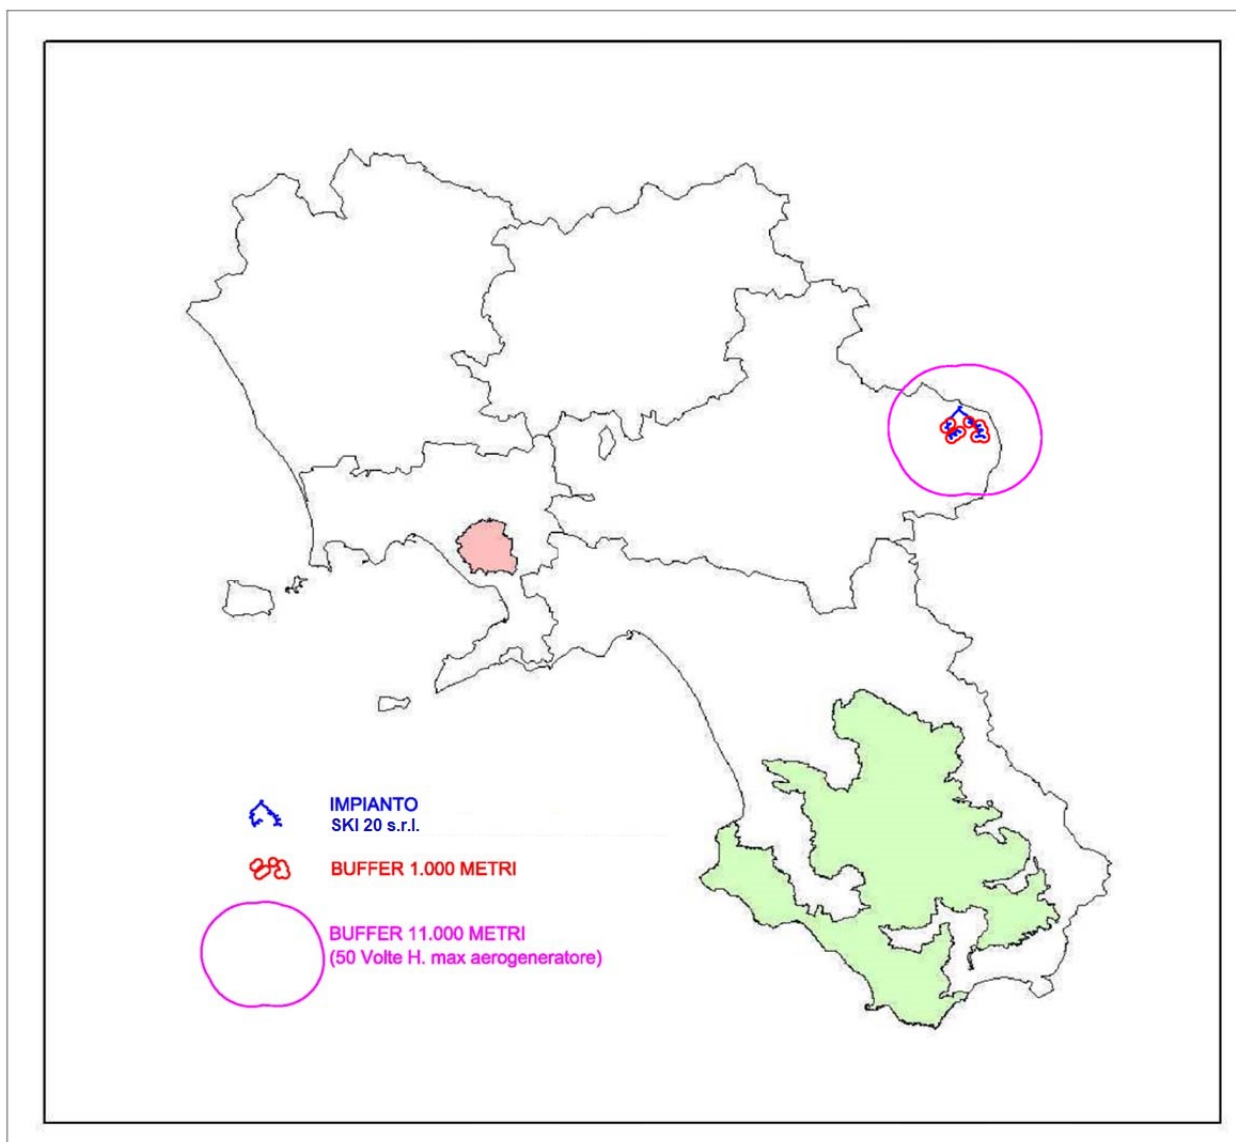 IMPIANTO
SKI 20 s.r.l.
BUFFER 1.000 METRI
BUFFER 11.000 METRI
(50 Volte H. max aerogeneratore)